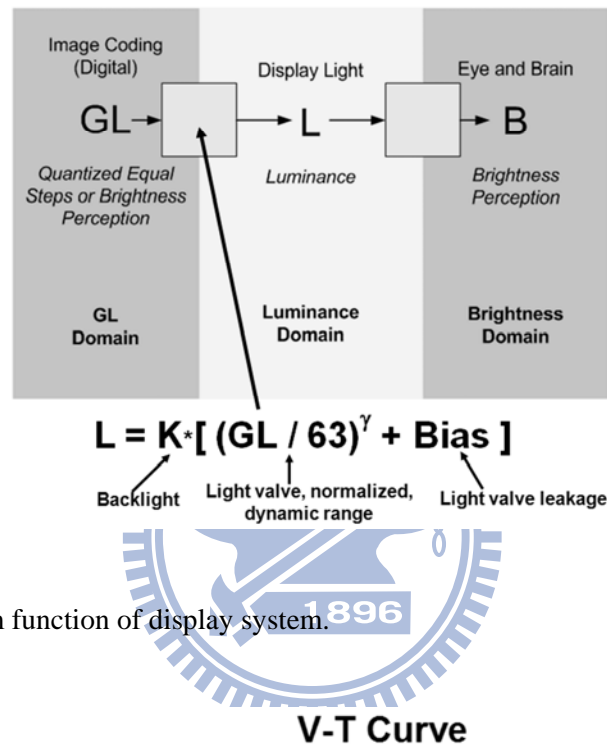 Image Coding
(Digital)
Display Light
Eye and Brain
GL
L
B
Quantized Equal
Steps or Brightness
Perception
Luminance
Brightness
Perception
GL
Domain
Luminance
Domain
Brightness
Domain
L = K*[ (GL / 63)^γ + Bias ]
Backlight
Light valve, normalized,
dynamic range
Light valve leakage
function of display system.
1896
V-T Curve